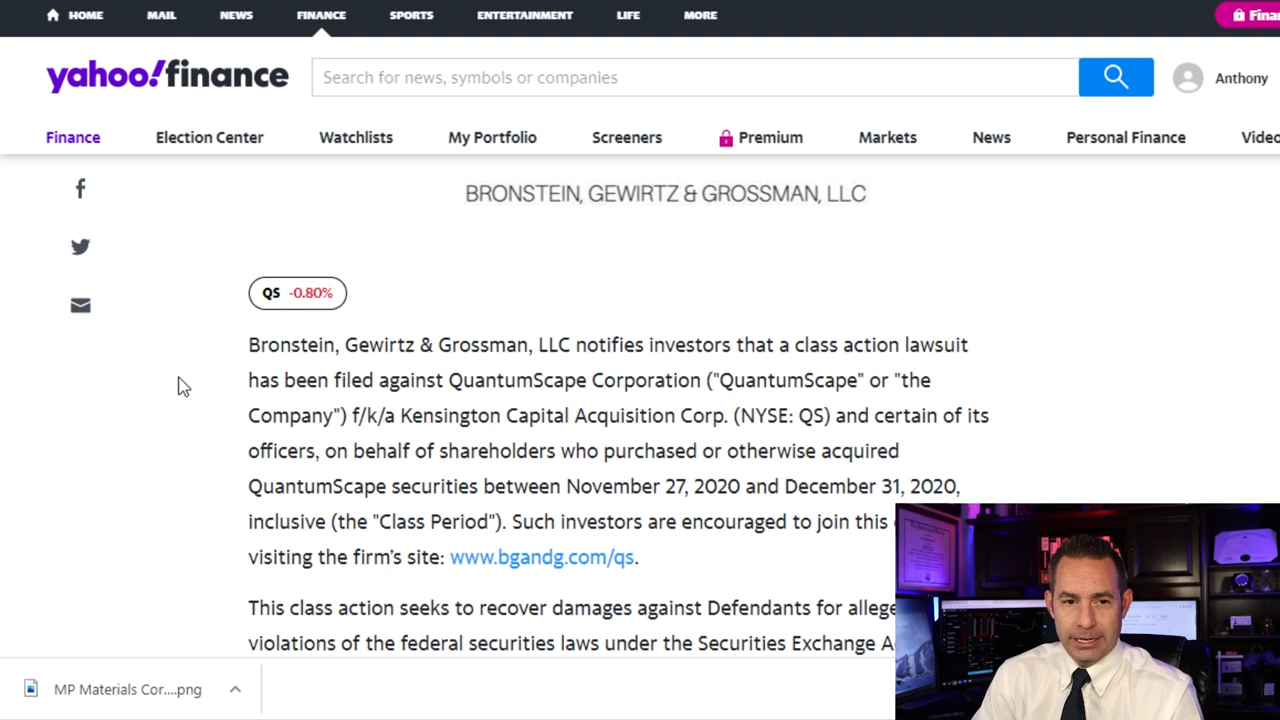 HOME MAIL NEWS FINANCE SPORTS ENTERTAINMENT LIFE MORE
yahoo!finance Search for news, symbols or companies Anthony
Finance Election Center Watchlists My Portfolio Screeners Premium Markets News Personal Finance
BRONSTEIN, GEWIRTZ & GROSSMAN, LLC
QS -0.80%
Bronstein, Gewirtz & Grossman, LLC notifies investors that a class action lawsuit
has been filed against QuantumScape Corporation ("QuantumScape" or "the
Company") f/k/a Kensington Capital Acquisition Corp. (NYSE: QS) and certain of its
officers, on behalf of shareholders who purchased or otherwise acquired
QuantumScape securities between November 27, 2020 and December 31, 2020,
inclusive (the "Class Period"). Such investors are encouraged to join this
visiting the firm's site: www.bgandg.com/qs.
This class action seeks to recover damages against Defendants for
violations of the federal securities laws under the Securities Exchange
MP Materials Cor....png